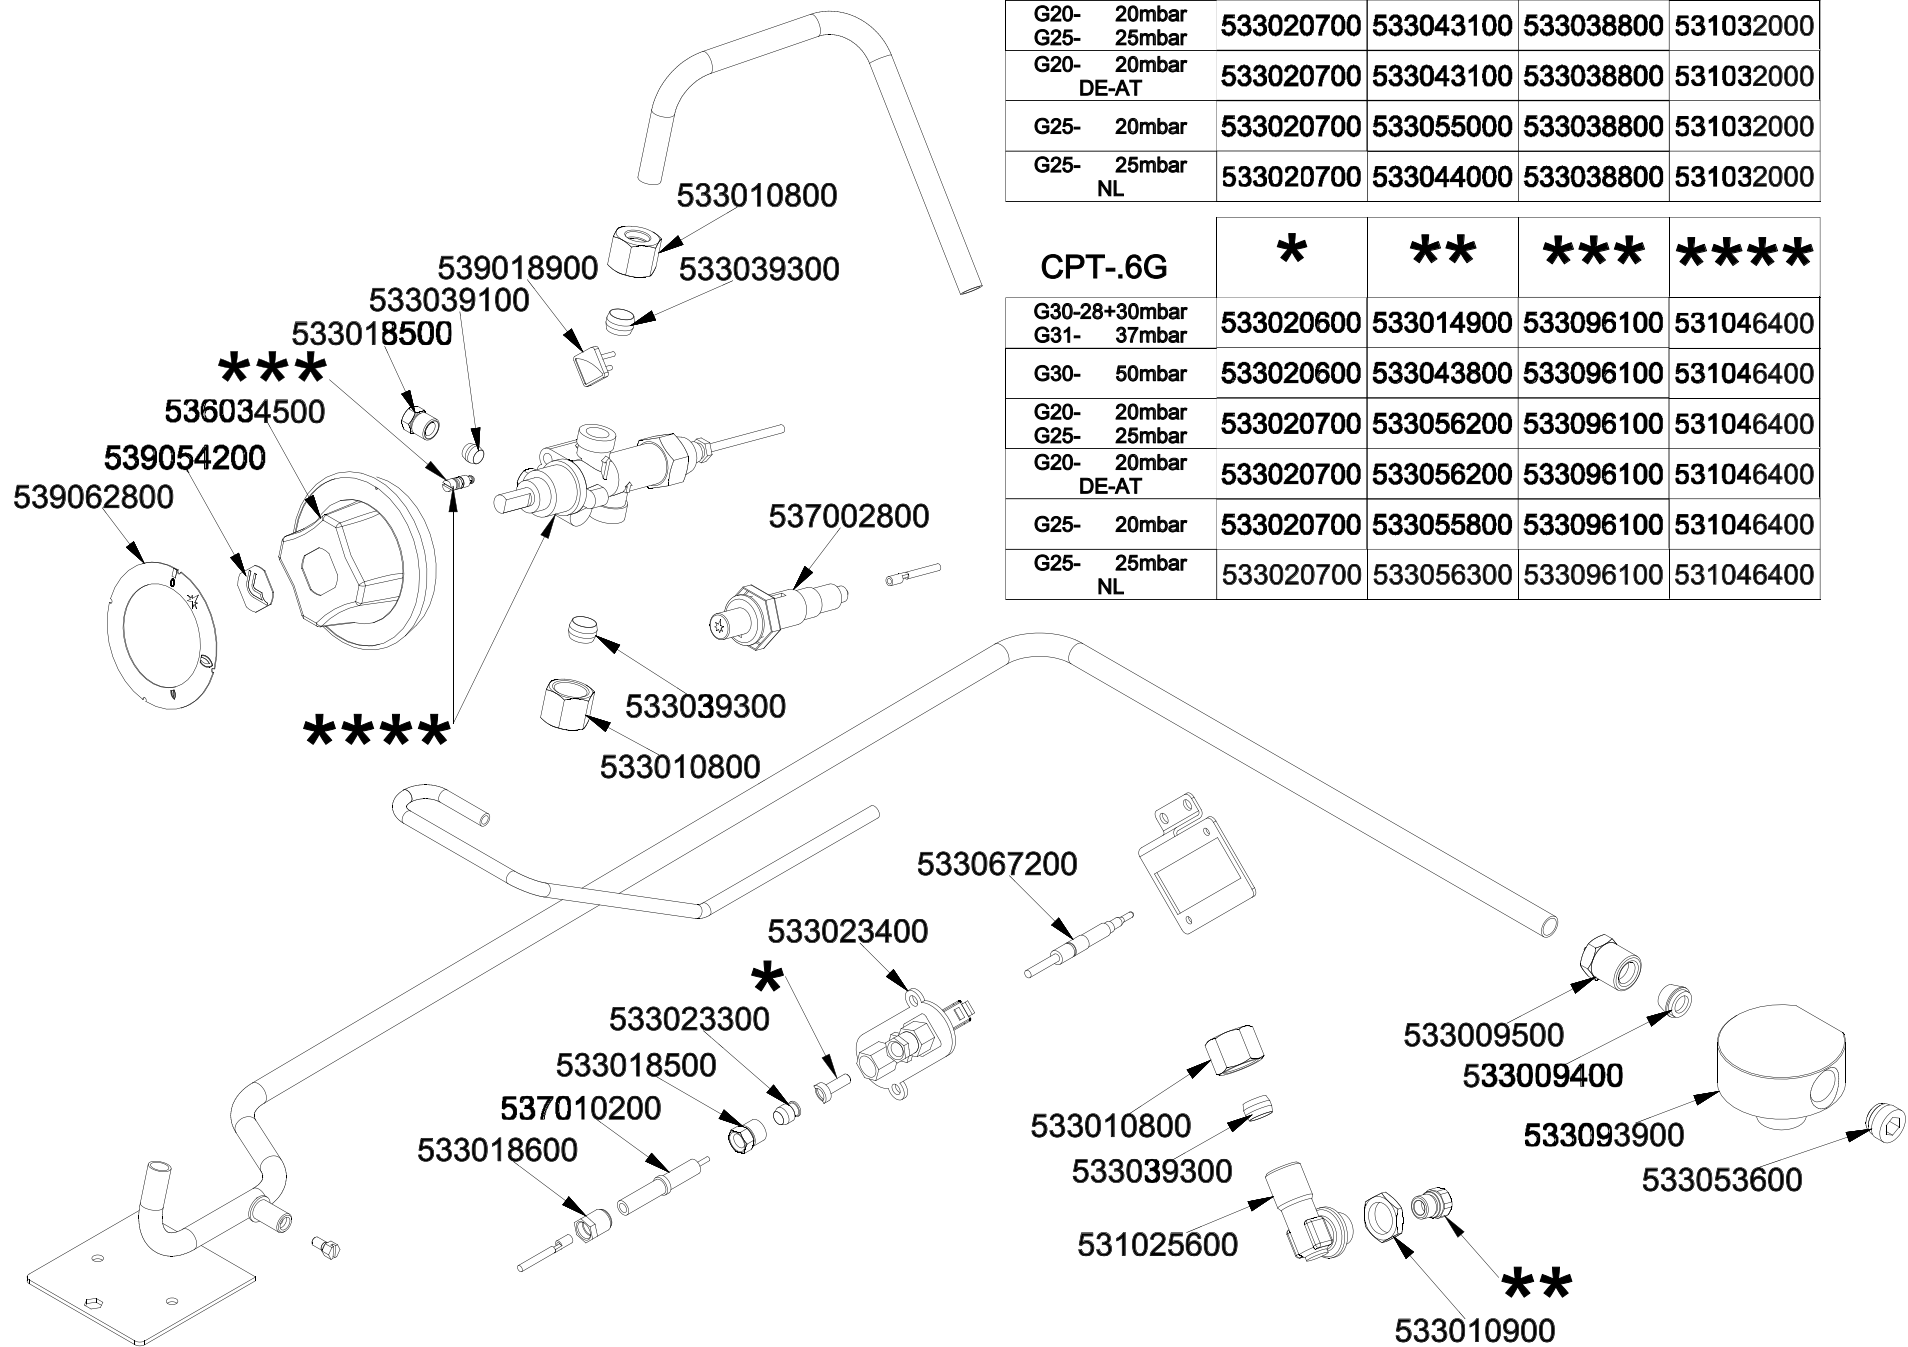 G20- 20mbar
G25- 25mbar
533020700 533043100 533038800 531032000
G20- 20mbar
DE-AT
533020700 533043100 533038800 531032000
G25- 20mbar 533020700 533055000 533038800 531032000
G25- 25mbar
NL
533020700 533044000 533038800 531032000
CPT-.6G * ** *** ****
G30-28+30mbar
G31- 37mbar
533020600 533014900 533096100 531046400
G30- 50mbar 533020600 533043800 533096100 531046400
G20- 20mbar
G25- 25mbar
533020700 533056200 533096100 531046400
G20- 20mbar
DE-AT
533020700 533056200 533096100 531046400
G25- 20mbar 533020700 533055800 533096100 531046400
G25- 25mbar
NL
533020700 533056300 533096100 531046400
533010800
539018900
533039300
533039100
***
536034500
539054200
539062800
537002800
533039300
****
533010800
533067200
533023400
*
533023300
533018500
537010200
533018600
533009500
533009400
533010800
533093900
533039300
533053600
531025600
**
533010900